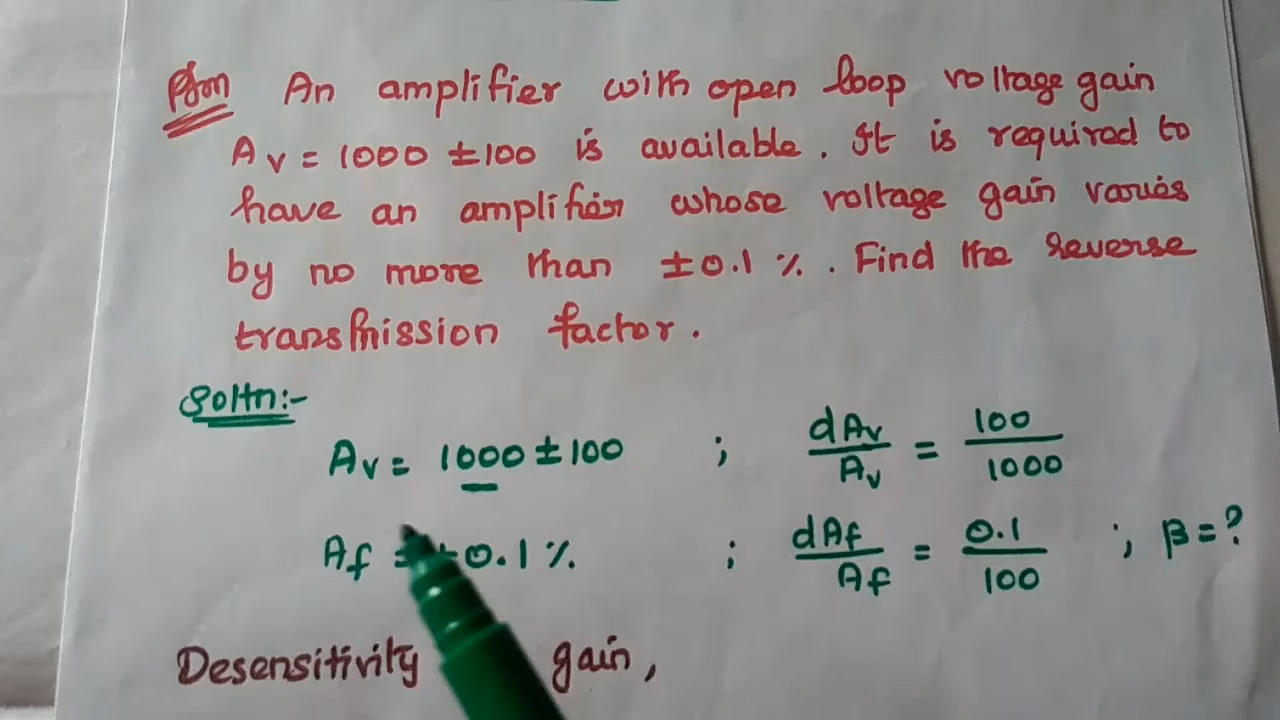 Pbm An amplifier with open loop voltage gain
Av = 1000 ±100 is available. It is required to
have an amplifier whose voltage gain varies
by no more than ±0.1 %. Find the reverse
transmission factor.
Soltn:-
Av = 1000 ± 100 ; dAv/Av = 100/1000
Af = ±0.1 % ; dAf/Af = 0.1/100 ; β = ?
Desensitivity gain,